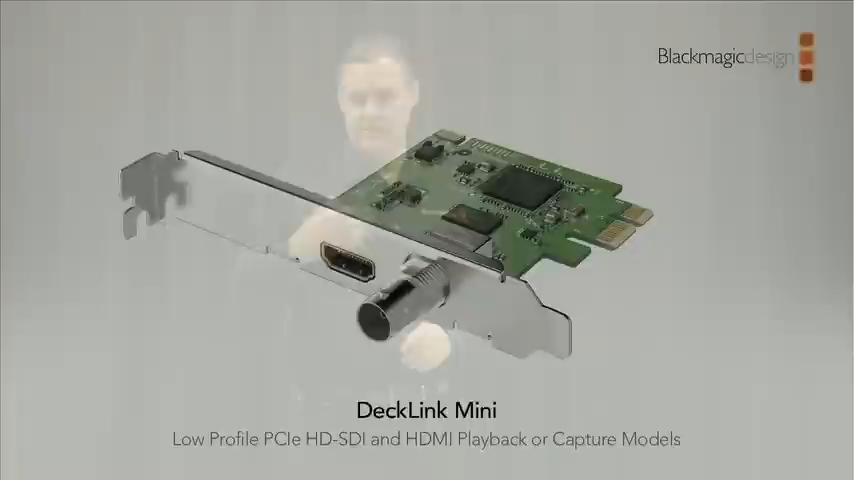 Blackmagicdesign
DeckLink Mini
Low Profile PCIe HD-SDI and HDMI Playback or Capture Models